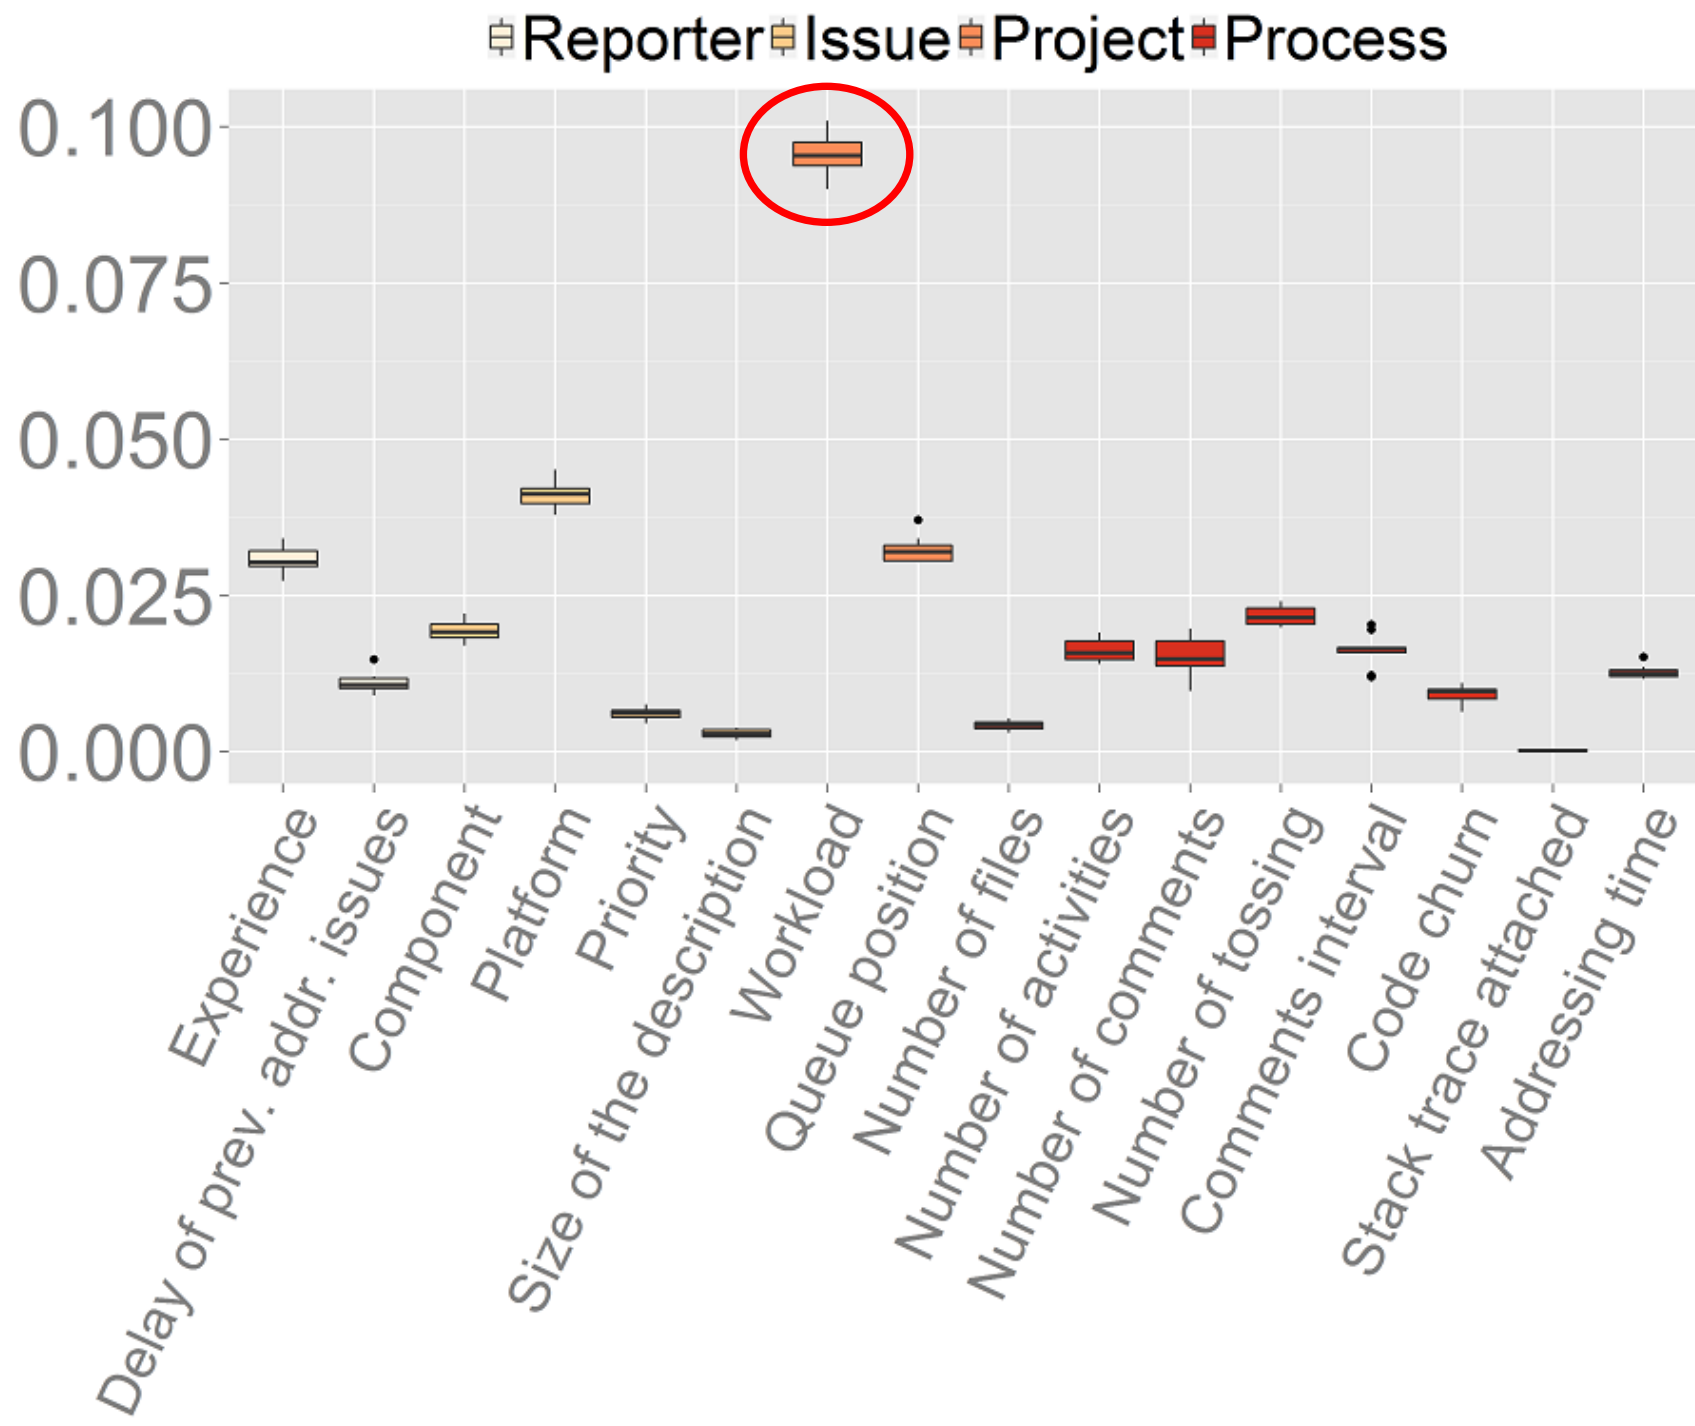 Reporter Issue Project Process
0.100
0.075
0.050
0.025
0.000
Experience
Delay of prev. addr. issues
Component
Platform
Priority
Size of the description
Workload
Queue position
Number of files
Number of activities
Number of comments
Number of tossing
Comments interval
Code churn
Stack trace attached
Addressing time